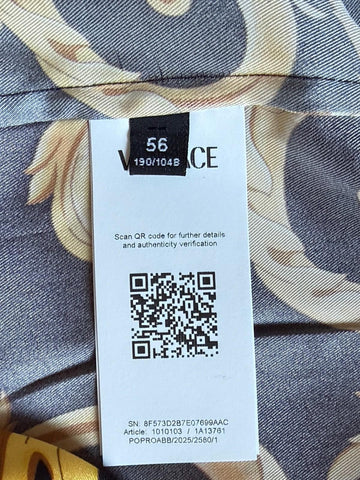 56
190/104B
V ACE
Scan QR code for further details
and authenticity verification
SN: 8F573D2B7E07699AAC
Article: 1010103 / 1A13761
POPROABB/2025/2580/1